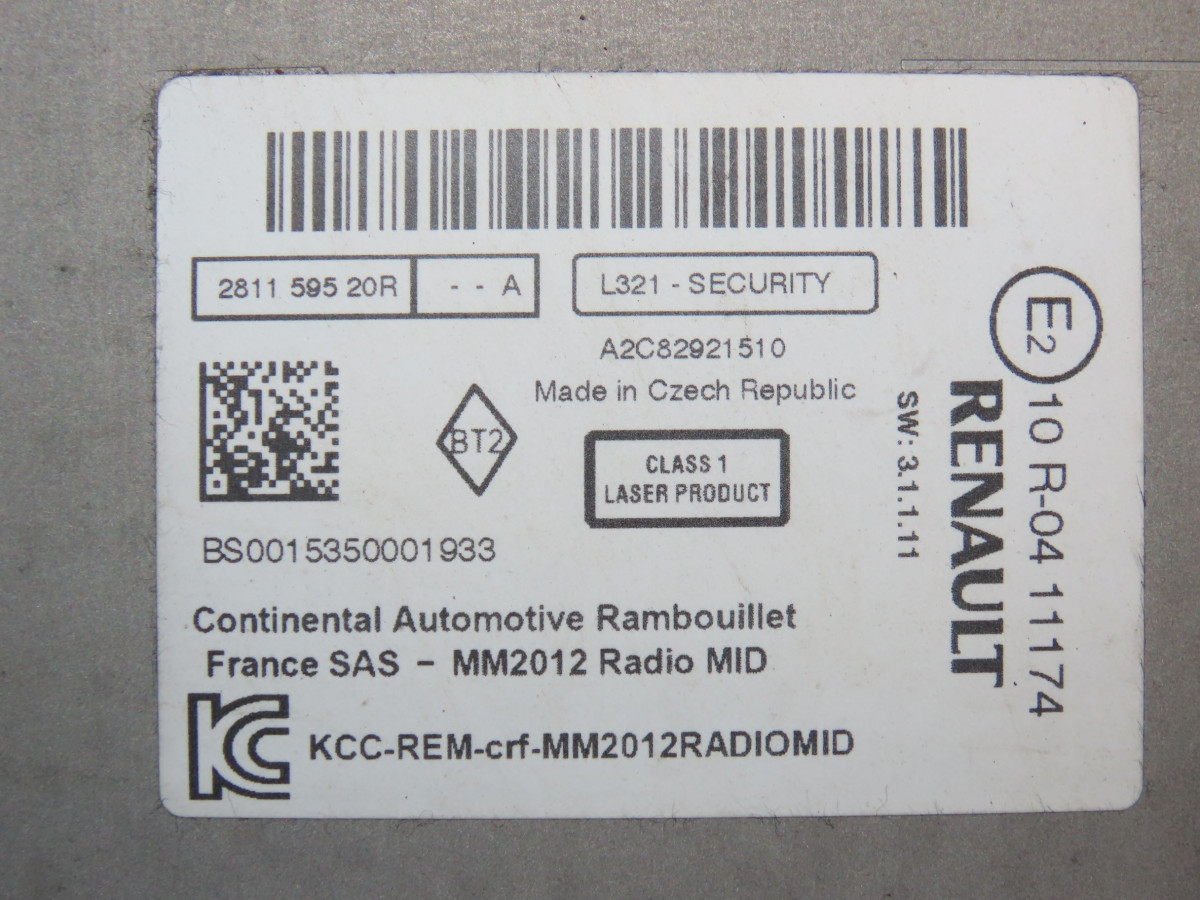 2811 595 20R - - A
L321 - SECURITY
A2C82921510
Made in Czech Republic
BT2
CLASS 1
LASER PRODUCT
BS0015350001933
Continental Automotive Rambouillet
France SAS - MM2012 Radio MID
KC
KCC-REM-crf-MM2012RADIOMID
SW: 3.1.1.11
RENAULT
E2 10 R-04 11174